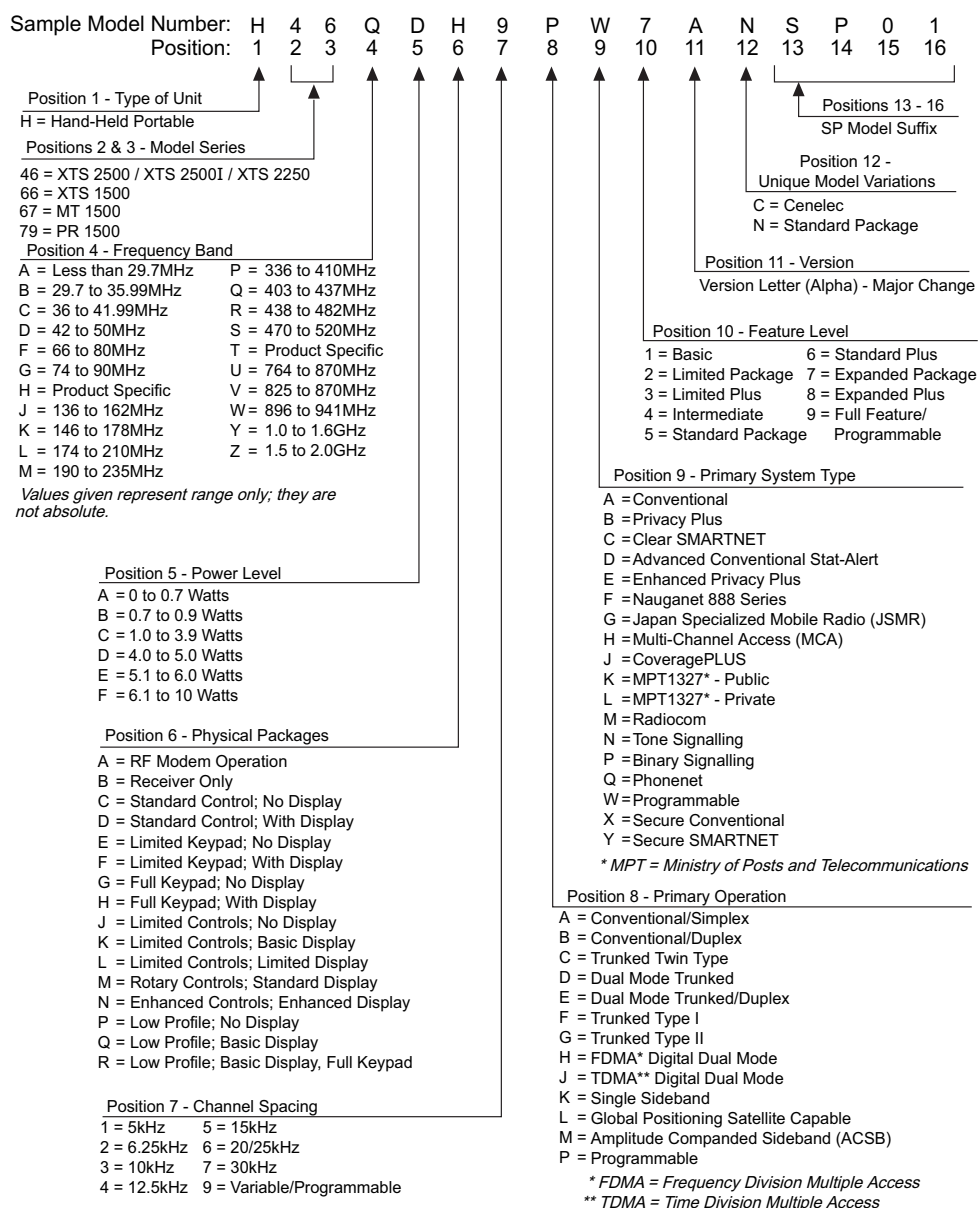 Sample Model Number: H 4 6 Q D H 9 P W 7 A N S P 0 1
Position: 1 2 3 4 5 6 7 8 9 10 11 12 13 14 15 16
Position 1 - Type of Unit
H = Hand-Held Portable
Positions 2 & 3 - Model Series
46 = XTS 2500 / XTS 2500I / XTS 2250
66 = XTS 1500
67 = MT 1500
79 = PR 1500
Position 4 - Frequency Band
A = Less than 29.7MHz
B = 29.7 to 35.99MHz
C = 36 to 41.99MHz
D = 42 to 50MHz
F = 66 to 80MHz
G = 74 to 90MHz
H = Product Specific
J = 136 to 162MHz
K = 146 to 178MHz
L = 174 to 210MHz
M = 190 to 235MHz
P = 336 to 410MHz
Q = 403 to 437MHz
R = 438 to 482MHz
S = 470 to 520MHz
T = Product Specific
U = 764 to 870MHz
V = 825 to 870MHz
W = 896 to 941MHz
Y = 1.0 to 1.6GHz
Z = 1.5 to 2.0GHz
Values given represent range only; they are
not absolute.
Position 5 - Power Level
A = 0 to 0.7 Watts
B = 0.7 to 0.9 Watts
C = 1.0 to 3.9 Watts
D = 4.0 to 5.0 Watts
E = 5.1 to 6.0 Watts
F = 6.1 to 10 Watts
Position 6 - Physical Packages
A = RF Modem Operation
B = Receiver Only
C = Standard Control; No Display
D = Standard Control; With Display
E = Limited Keypad; No Display
F = Limited Keypad; With Display
G = Full Keypad; No Display
H = Full Keypad; With Display
J = Limited Controls; No Display
K = Limited Controls; Basic Display
L = Limited Controls; Limited Display
M = Rotary Controls; Standard Display
N = Enhanced Controls; Enhanced Display
P = Low Profile; No Display
Q = Low Profile; Basic Display
R = Low Profile; Basic Display, Full Keypad
Position 7 - Channel Spacing
1 = 5kHz
2 = 6.25kHz
3 = 10kHz
4 = 12.5kHz
5 = 15kHz
6 = 20/25kHz
7 = 30kHz
9 = Variable/Programmable
Positions 13 - 16
SP Model Suffix
Position 12 -
Unique Model Variations
C = Cenelec
N = Standard Package
Position 11 - Version
Version Letter (Alpha) - Major Change
Position 10 - Feature Level
1 = Basic
2 = Limited Package
3 = Limited Plus
4 = Intermediate
5 = Standard Package
6 = Standard Plus
7 = Expanded Package
8 = Expanded Plus
9 = Full Feature/
Programmable
Position 9 - Primary System Type
A = Conventional
B = Privacy Plus
C = Clear SMARTNET
D = Advanced Conventional Stat-Alert
E = Enhanced Privacy Plus
F = Nauganet 888 Series
G = Japan Specialized Mobile Radio (JSMR)
H = Multi-Channel Access (MCA)
J = CoveragePLUS
K = MPT1327* - Public
L = MPT1327* - Private
M = Radiocom
N = Tone Signalling
P = Binary Signalling
Q = Phonenet
W = Programmable
X = Secure Conventional
Y = Secure SMARTNET
* MPT = Ministry of Posts and Telecommunications
Position 8 - Primary Operation
A = Conventional/Simplex
B = Conventional/Duplex
C = Trunked Twin Type
D = Dual Mode Trunked
E = Dual Mode Trunked/Duplex
F = Trunked Type I
G = Trunked Type II
H = FDMA* Digital Dual Mode
J = TDMA** Digital Dual Mode
K = Single Sideband
L = Global Positioning Satellite Capable
M = Amplitude Companded Sideband (ACSB)
P = Programmable
* FDMA = Frequency Division Multiple Access
** TDMA = Time Division Multiple Access